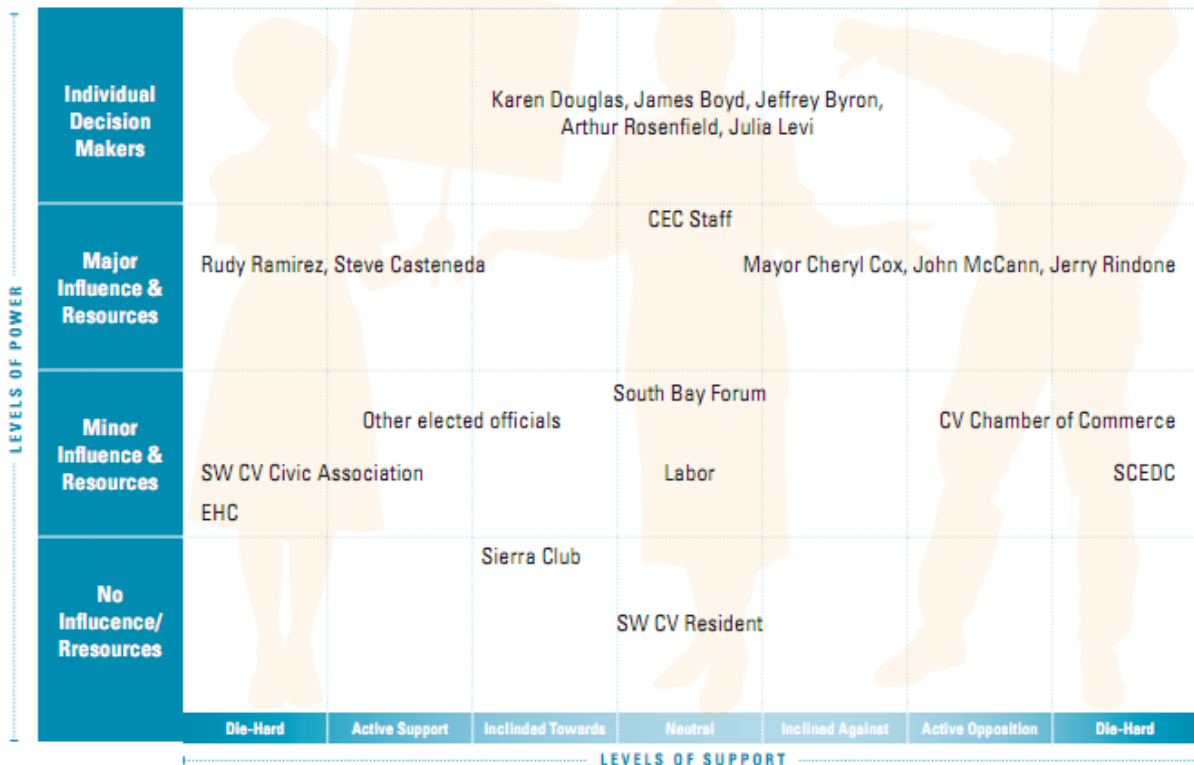 LEVELS OF POWER
Individual
Decision
Makers
Karen Douglas, James Boyd, Jeffrey Byron,
Arthur Rosenfield, Julia Levi
Major
Influence &
Resources
CEC Staff
Rudy Ramirez, Steve Casteneda
Mayor Cheryl Cox, John McCann, Jerry Rindone
Minor
Influence &
Resources
South Bay Forum
Other elected officials
CV Chamber of Commerce
SW CV Civic Association
Labor
SCEDC
EHC
No
Influcence/
Rresources
Sierra Club
SW CV Resident
Die-Hard
Active Support
Inclinded Towards
Neutral
Inclined Against
Active Opposition
Die-Hard
LEVELS OF SUPPORT